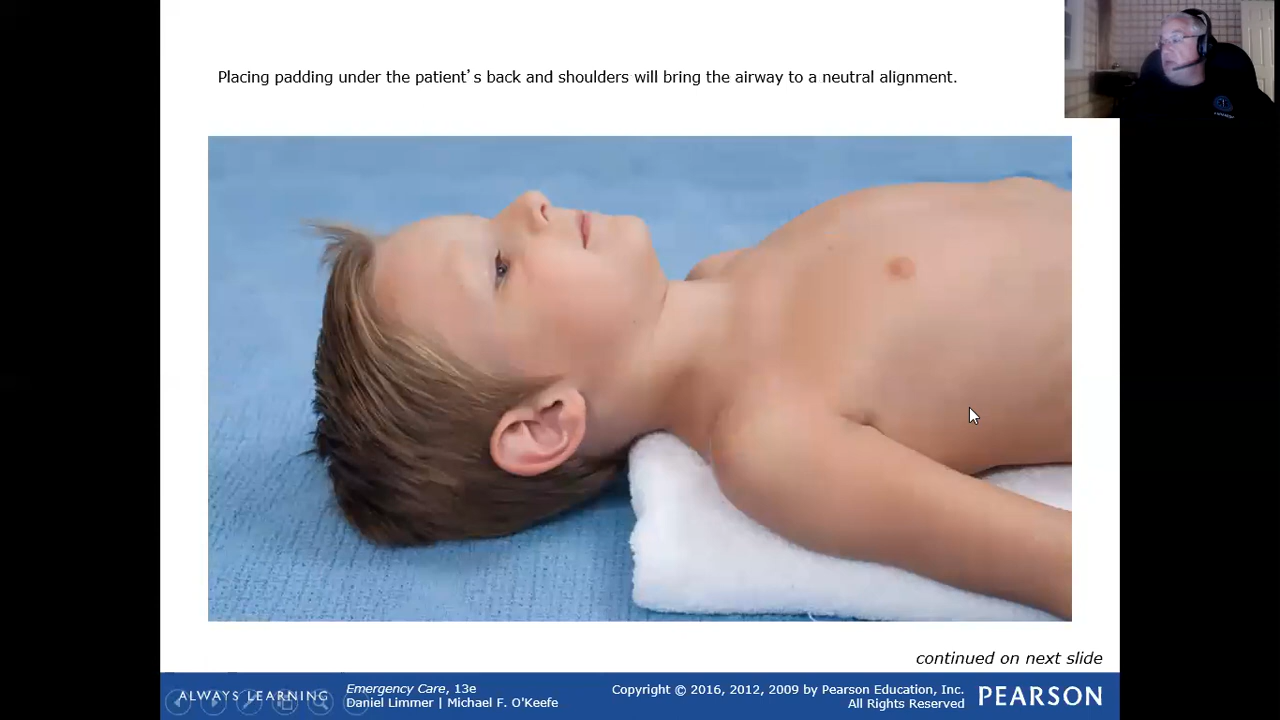 Placing padding under the patient’s back and shoulders will bring the airway to a neutral alignment.
continued on next slide
ALWAYS LEARNING
Emergency Care, 13e
Daniel Limmer | Michael F. O'Keefe
Copyright © 2016, 2012, 2009 by Pearson Education, Inc.
All Rights Reserved
PEARSON